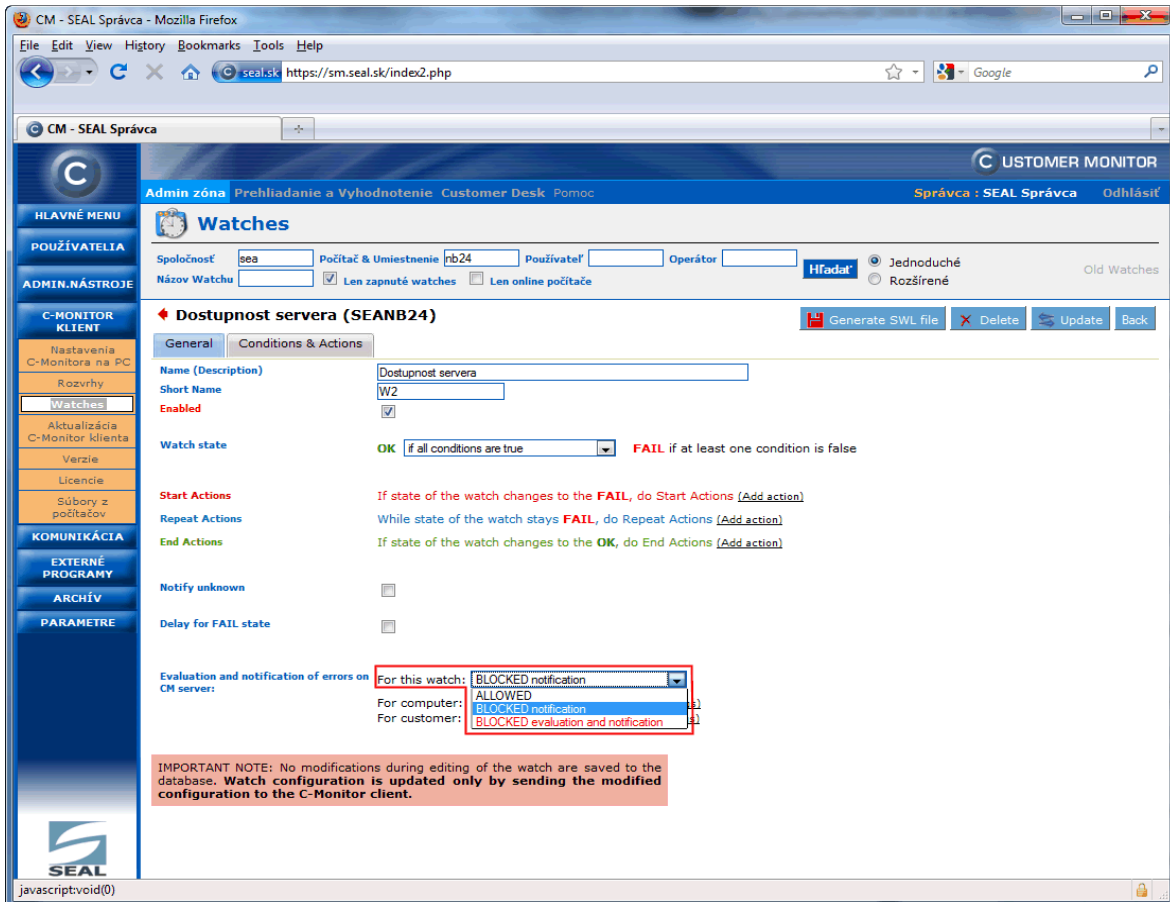 CM - SEAL Správca - Mozilla Firefox
File Edit View History Bookmarks Tools Help
seal.sk https://sm.seal.sk/index2.php
Google
CM - SEAL Správca
C
CUSTOMER MONITOR
Admin zóna Prehliadanie a Vyhodnotenie Customer Desk Pomoc Správca : SEAL Správca Odhlásiť
HLAVNÉ MENU
POUŽÍVATELIA
ADMIN.NÁSTROJE
C-MONITOR
KLIENT
Nastavenia
C-Monitora na PC
Rozvrhy
Watches
Aktualizácia
C-Monitor klienta
Verzie
Licencie
Súbory z
počítačov
KOMUNIKÁCIA
EXTERNÉ
PROGRAMY
ARCHÍV
PARAMETRE
SEAL
Watches
Spoločnosť sea Počítač & Umiestnenie nb24 Používateľ Operátor
Názov Watchu Len zapnuté watches Len online počítače
Hľadať
Jednoduché
Rozšírené
Old Watches
Dostupnost servera (SEANB24)
Generate SWL file Delete Update Back
General Conditions & Actions
Name (Description) Dostupnost servera
Short Name W2
Enabled
Watch state OK if all conditions are true FAIL if at least one condition is false
Start Actions If state of the watch changes to the FAIL, do Start Actions (Add action)
Repeat Actions While state of the watch stays FAIL, do Repeat Actions (Add action)
End Actions If state of the watch changes to the OK, do End Actions (Add action)
Notify unknown
Delay for FAIL state
Evaluation and notification of errors on
CM server:
For this watch: BLOCKED notification
ALLOWED
BLOCKED notification
BLOCKED evaluation and notification
For computer:
For customer:
IMPORTANT NOTE: No modifications during editing of the watch are saved to the
database. Watch configuration is updated only by sending the modified
configuration to the C-Monitor client.
javascript:void(0)